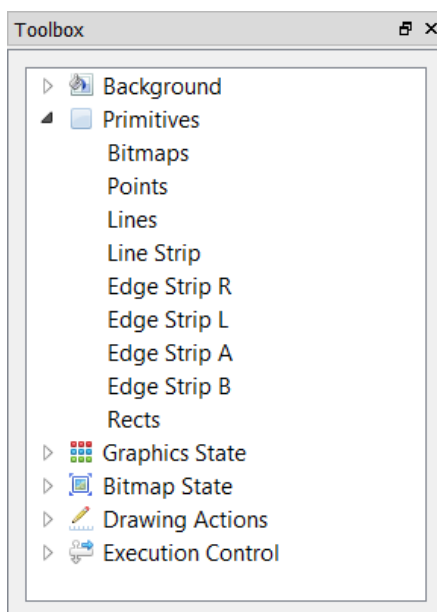 Toolbox
Background
Primitives
Bitmaps
Points
Lines
Line Strip
Edge Strip R
Edge Strip L
Edge Strip A
Edge Strip B
Rects
Graphics State
Bitmap State
Drawing Actions
Execution Control